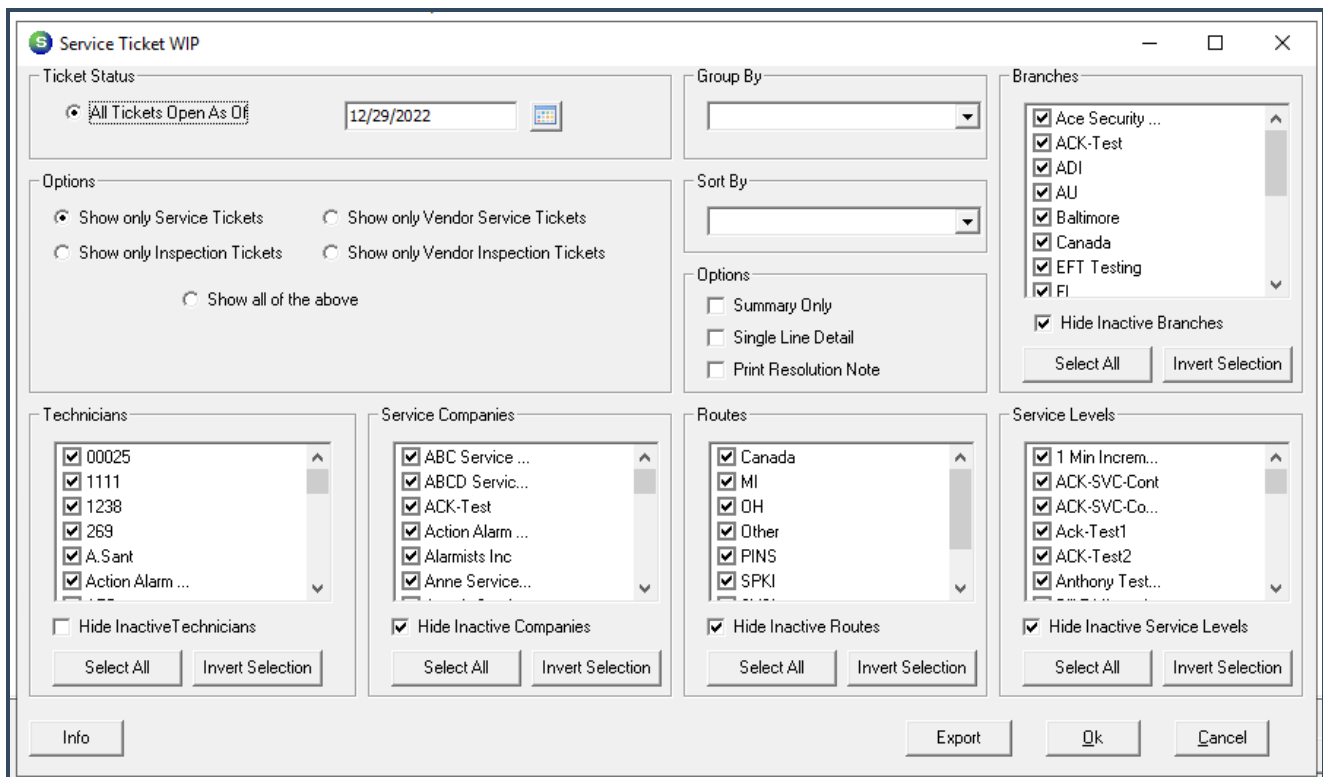 Service Ticket WIP
Ticket Status
All Tickets Open As Of
12/29/2022
Group By
Branches
Ace Security ...
ACK-Test
ADI
AU
Baltimore
Canada
EFT Testing
Hide Inactive Branches
Select All
Invert Selection
Options
Show only Service Tickets
Show only Vendor Service Tickets
Show only Inspection Tickets
Show only Vendor Inspection Tickets
Show all of the above
Sort By
Options
Summary Only
Single Line Detail
Print Resolution Note
Technicians
00025
1111
1238
269
A.Sant
Action Alarm ...
Hide InactiveTechnicians
Select All
Invert Selection
Service Companies
ABC Service ...
ABCD Servic...
ACK-Test
Action Alarm ...
Alarmists Inc
Anne Service...
Hide Inactive Companies
Select All
Invert Selection
Routes
Canada
MI
OH
Other
PINS
SPKI
Hide Inactive Routes
Select All
Invert Selection
Service Levels
1 Min Increm...
ACK-SVC-Cont
ACK-SVC-Co...
Ack-Test1
ACK-Test2
Anthony Test...
Hide Inactive Service Levels
Select All
Invert Selection
Info
Export
Ok
Cancel